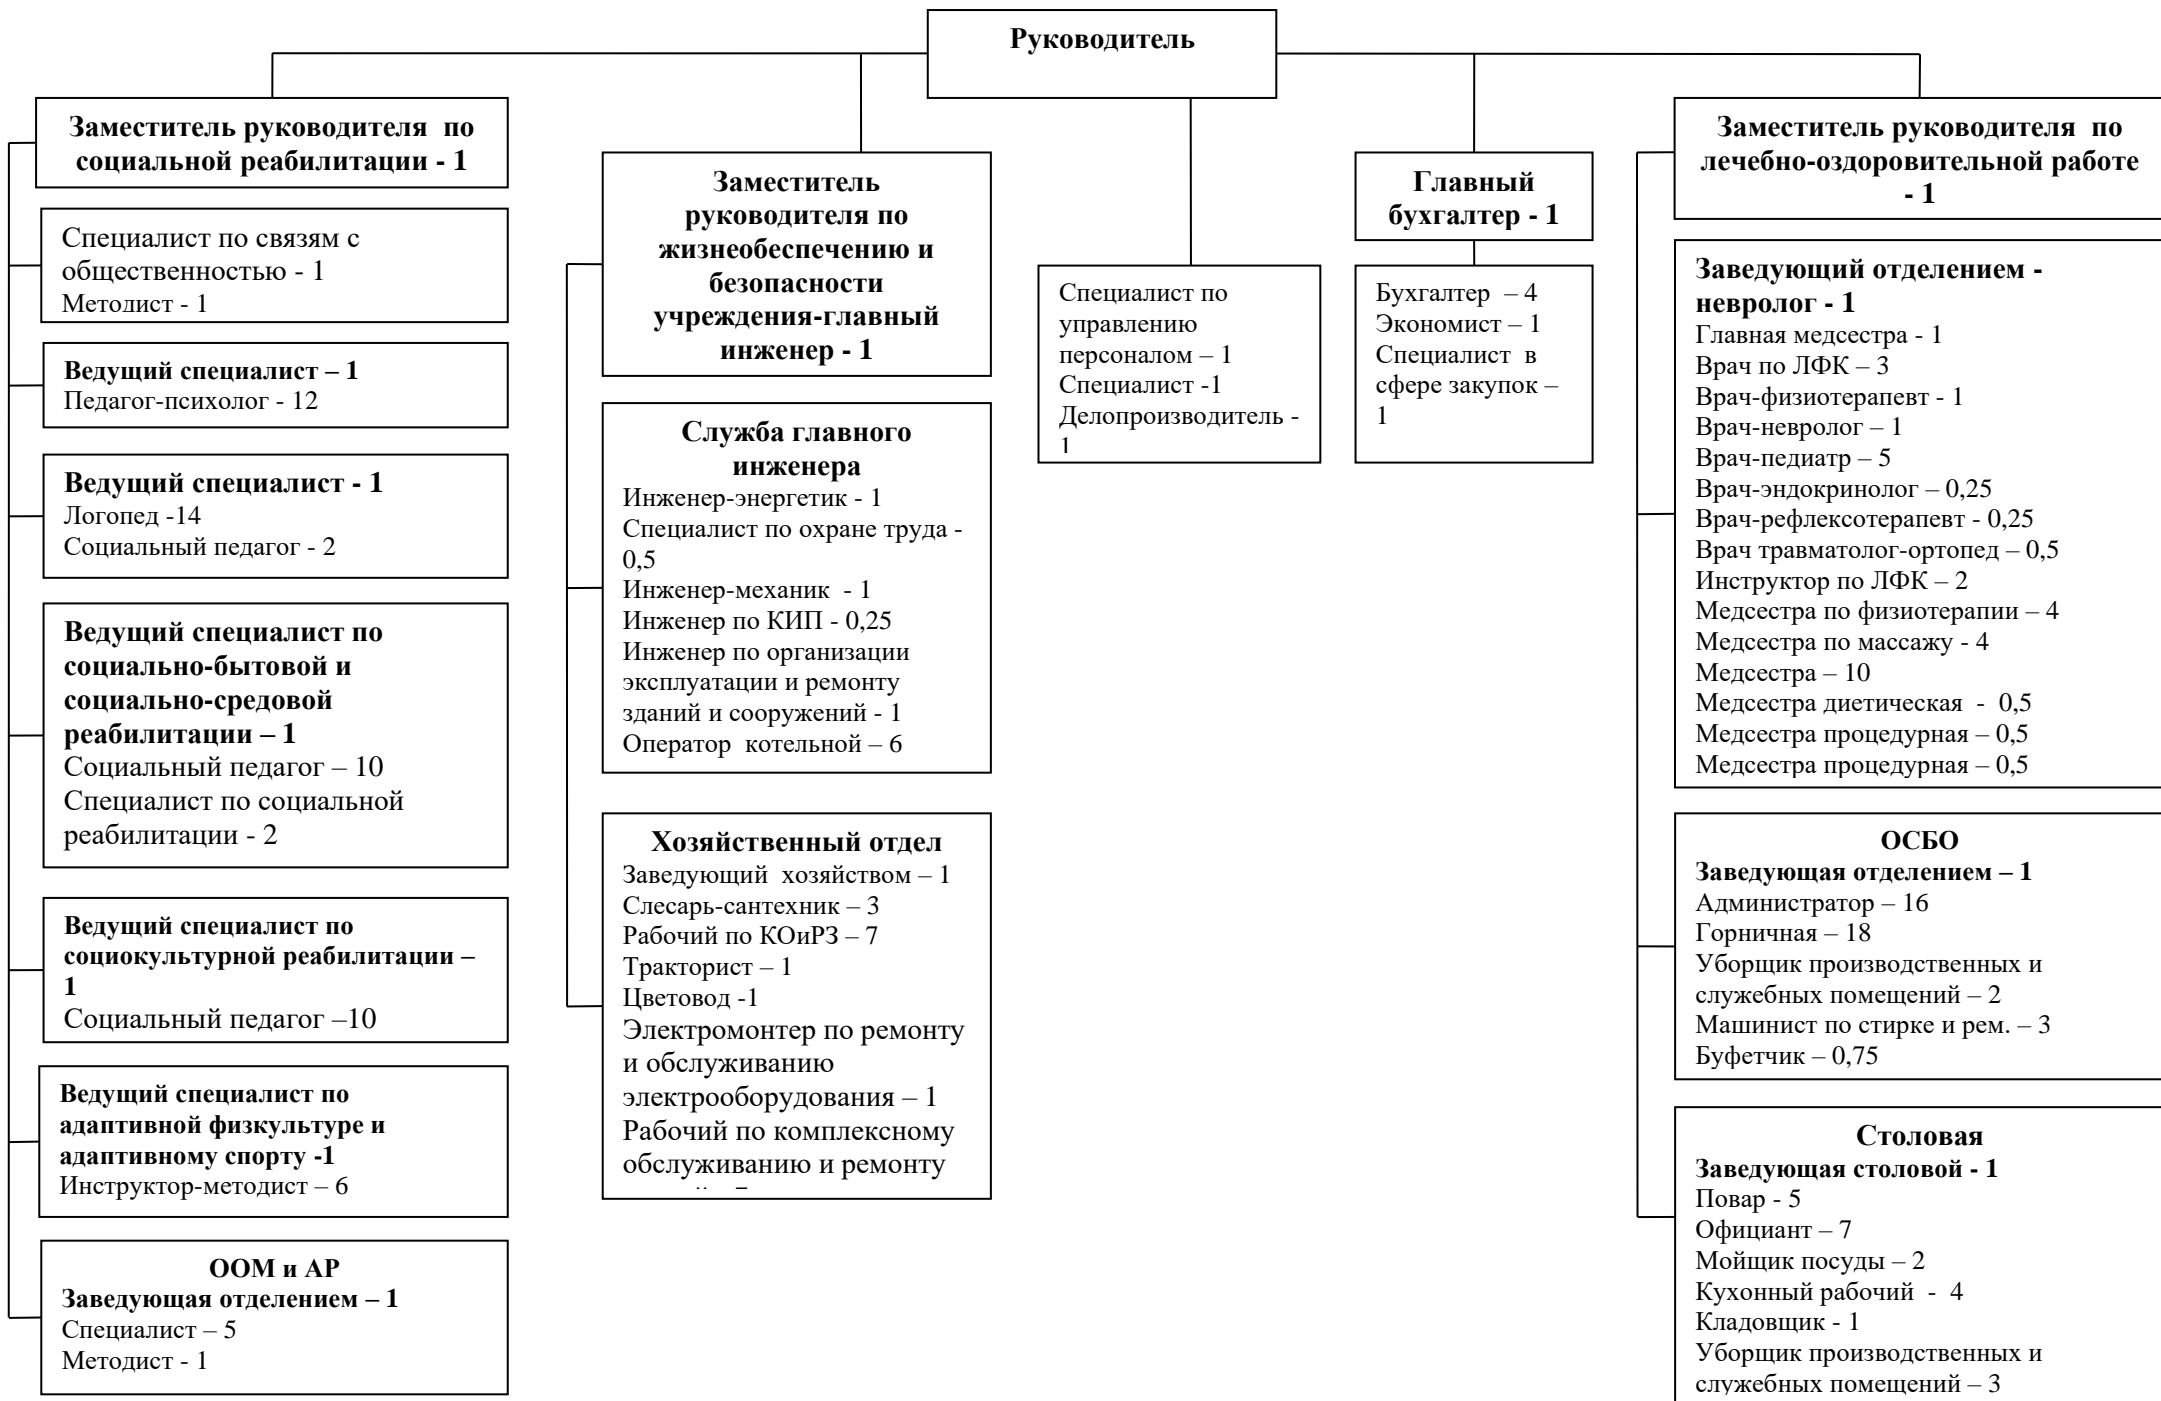 Руководитель
Заместитель руководителя по
социальной реабилитации - 1
Специалист по связям с
общественностью - 1
Методист - 1
Ведущий специалист – 1
Педагог-психолог - 12
Ведущий специалист - 1
Логопед -14
Социальный педагог - 2
Ведущий специалист по
социально-бытовой и
социально-средовой
реабилитации – 1
Социальный педагог – 10
Специалист по социальной
реабилитации - 2
Ведущий специалист по
социокультурной реабилитации –
1
Социальный педагог –10
Ведущий специалист по
адаптивной физкультуре и
адаптивному спорту -1
Инструктор-методист – 6
ООМ и АР
Заведующая отделением – 1
Специалист – 5
Методист - 1
Заместитель
руководителя по
жизнеобеспечению и
безопасности
учреждения-главный
инженер - 1
Служба главного
инженера
Инженер-энергетик - 1
Специалист по охране труда -
0,5
Инженер-механик - 1
Инженер по КИП - 0,25
Инженер по организации
эксплуатации и ремонту
зданий и сооружений - 1
Оператор котельной – 6
Хозяйственный отдел
Заведующий хозяйством – 1
Слесарь-сантехник – 3
Рабочий по КОиРЗ – 7
Тракторист – 1
Цветовод -1
Электромонтер по ремонту
и обслуживанию
электрооборудования – 1
Рабочий по комплексному
обслуживанию и ремонту
Специалист по
управлению
персоналом – 1
Специалист -1
Делопроизводитель -
1
Главный
бухгалтер - 1
Бухгалтер – 4
Экономист – 1
Специалист в
сфере закупок –
1
Заместитель руководителя по
лечебно-оздоровительной работе
- 1
Заведующий отделением -
невролог - 1
Главная медсестра - 1
Врач по ЛФК – 3
Врач-физиотерапевт - 1
Врач-невролог – 1
Врач-педиатр – 5
Врач-эндокринолог – 0,25
Врач-рефлексотерапевт - 0,25
Врач травматолог-ортопед – 0,5
Инструктор по ЛФК – 2
Медсестра по физиотерапии – 4
Медсестра по массажу - 4
Медсестра – 10
Медсестра диетическая - 0,5
Медсестра процедурная – 0,5
Медсестра процедурная – 0,5
ОСБО
Заведующая отделением – 1
Администратор – 16
Горничная – 18
Уборщик производственных и
служебных помещений – 2
Машинист по стирке и рем. – 3
Буфетчик – 0,75
Столовая
Заведующая столовой - 1
Повар - 5
Официант – 7
Мойщик посуды – 2
Кухонный рабочий - 4
Кладовщик - 1
Уборщик производственных и
служебных помещений – 3